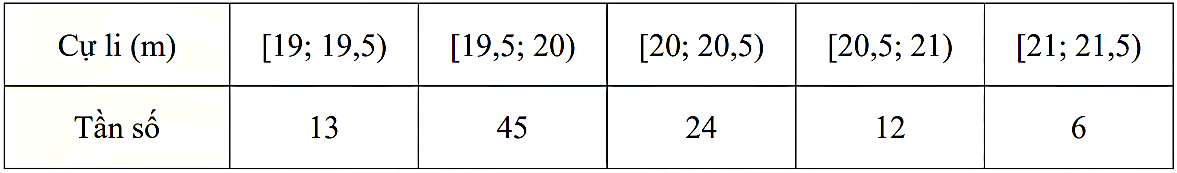 Cự li (m) [19; 19,5) [19,5; 20) [20; 20,5) [20,5; 21) [21; 21,5)
Tần số 13 45 24 12 6